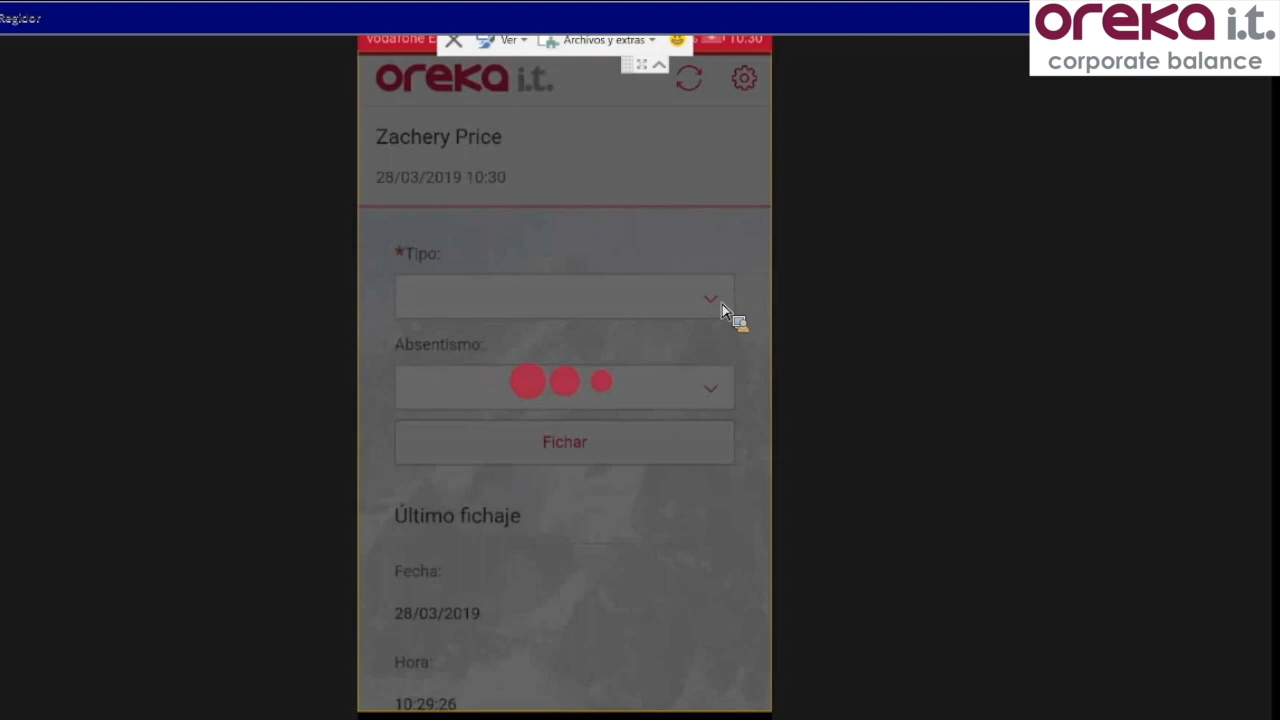 oreka i.t.
corporate balance
Vodafone E
Ver
Archivos y extras
10:30
oreka i.t.
Zachery Price
28/03/2019 10:30
*Tipo:
Absentismo:
Fichar
Último fichaje
Fecha:
28/03/2019
Hora:
10:29:26